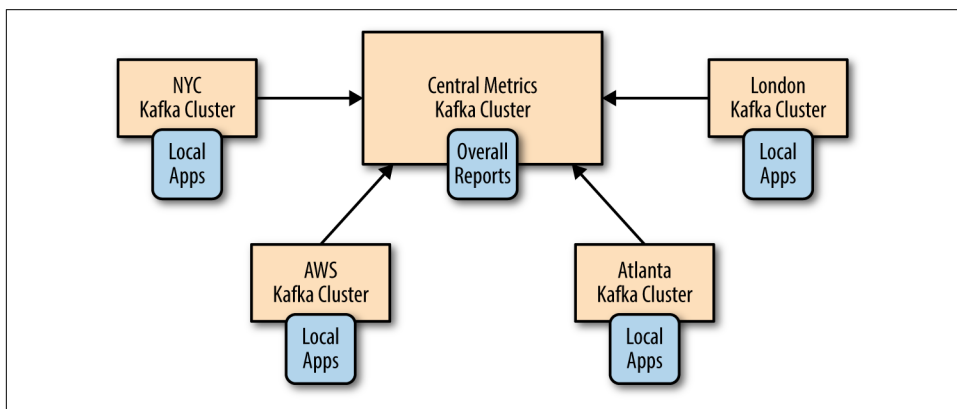 NYC
Kafka Cluster
Local
Apps
Central Metrics
Kafka Cluster
Overall
Reports
London
Kafka Cluster
Local
Apps
AWS
Kafka Cluster
Local
Apps
Atlanta
Kafka Cluster
Local
Apps